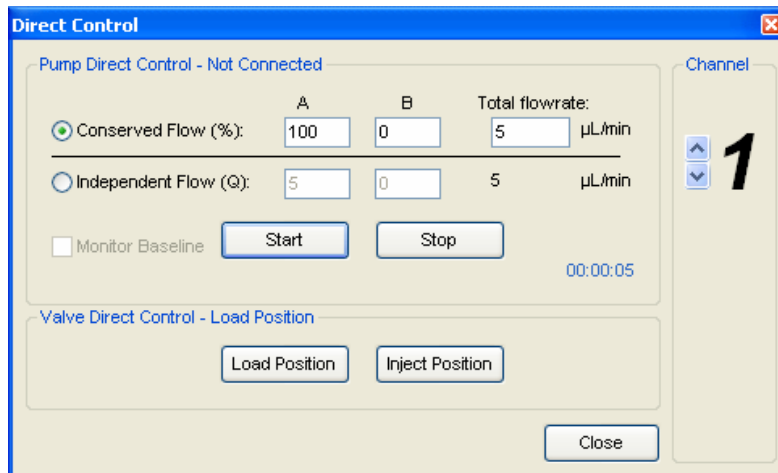 Direct Control
Pump Direct Control - Not Connected
Channel
A B Total flowrate:
Conserved Flow (%): 100 0 5 µL/min
1
Independent Flow (Q): 5 0 5 µL/min
Monitor Baseline Start Stop
00:00:05
Valve Direct Control - Load Position
Load Position Inject Position
Close